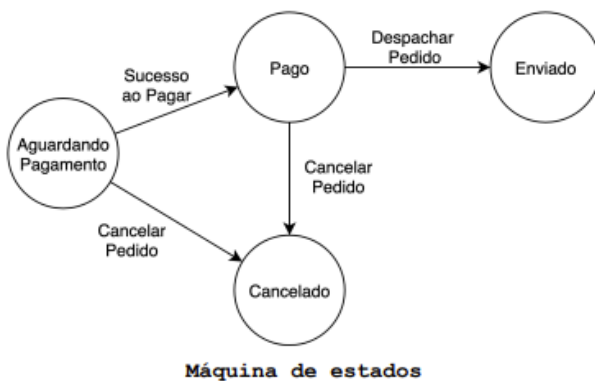 Despachar
Pedido
Pago
Enviado
Sucesso
ao Pagar
Aguardando
Pagamento
Cancelar
Pedido
Cancelar
Pedido
Cancelado
Máquina de estados